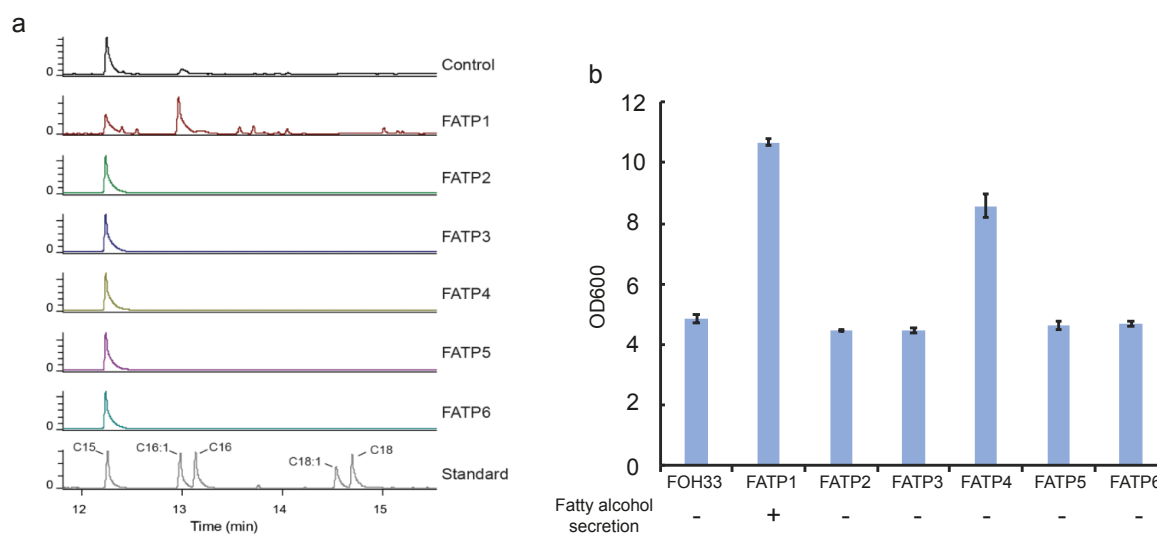 a
0
Control
0
FATP1
0
FATP2
0
FATP3
0
FATP4
0
FATP5
0
FATP6
C15 C16:1 C16 C18:1 C18
0
Standard
12 13 14 15
Time (min)
b
12
10
8
6
4
2
0
OD600
FOH33 FATP1 FATP2 FATP3 FATP4 FATP5 FATP6
Fatty alcohol
secretion
- + - - - - -